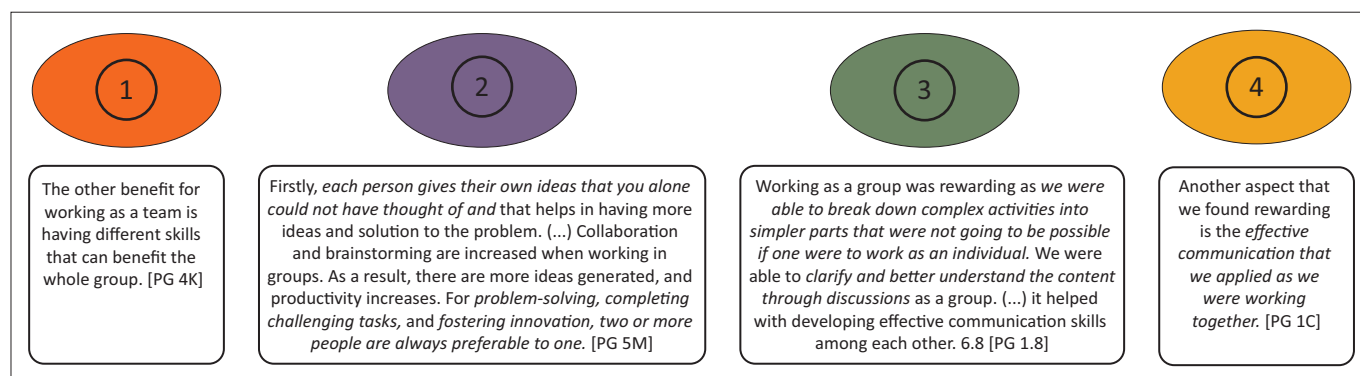 1
The other benefit for
working as a team is
having different skills
that can benefit the
whole group. [PG 4K]
2
Firstly, each person gives their own ideas that you alone
could not have thought of and that helps in having more
ideas and solution to the problem. (...) Collaboration
and brainstorming are increased when working in
groups. As a result, there are more ideas generated, and
productivity increases. For problem-solving, completing
challenging tasks, and fostering innovation, two or more
people are always preferable to one. [PG 5M]
3
Working as a group was rewarding as we were
able to break down complex activities into
simpler parts that were not going to be possible
if one were to work as an individual. We were
able to clarify and better understand the content
through discussions as a group. (...) it helped
with developing effective communication skills
among each other. 6.8 [PG 1.8]
4
Another aspect that
we found rewarding
is the effective
communication that
we applied as we
were working
together. [PG 1C]